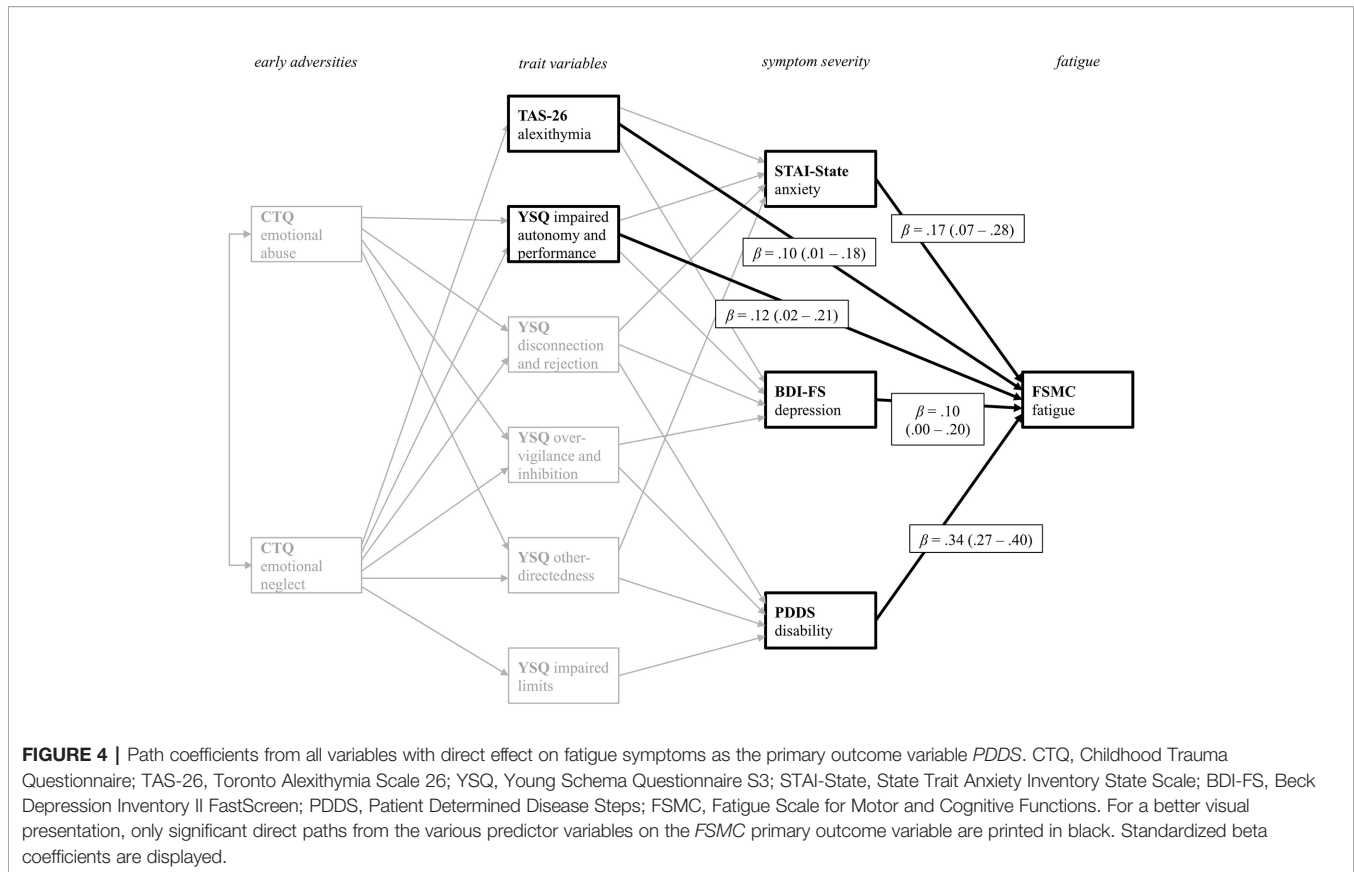 early adversities
trait variables
symptom severity
fatigue
TAS-26
alexithymia
STAI-State
anxiety
CTQ
emotional
abuse
YSQ impaired
autonomy and
performance
β = .17 (.07 – .28)
β = .10 (.01 – .18)
β = .12 (.02 – .21)
YSQ
disconnection
and rejection
BDI-FS
depression
β = .10
(.00 – .20)
FSMC
fatigue
YSQ over-
vigilance and
inhibition
β = .34 (.27 – .40)
CTQ
emotional
neglect
YSQ other-
directedness
PDDS
disability
YSQ impaired
limits
FIGURE 4 | Path coefficients from all variables with direct effect on fatigue symptoms as the primary outcome variable PDDS. CTQ, Childhood Trauma
Questionnaire; TAS-26, Toronto Alexithymia Scale 26; YSQ, Young Schema Questionnaire S3; STAI-State, State Trait Anxiety Inventory State Scale; BDI-FS, Beck
Depression Inventory II FastScreen; PDDS, Patient Determined Disease Steps; FSMC, Fatigue Scale for Motor and Cognitive Functions. For a better visual
presentation, only significant direct paths from the various predictor variables on the FSMC primary outcome variable are printed in black. Standardized beta
coefficients are displayed.